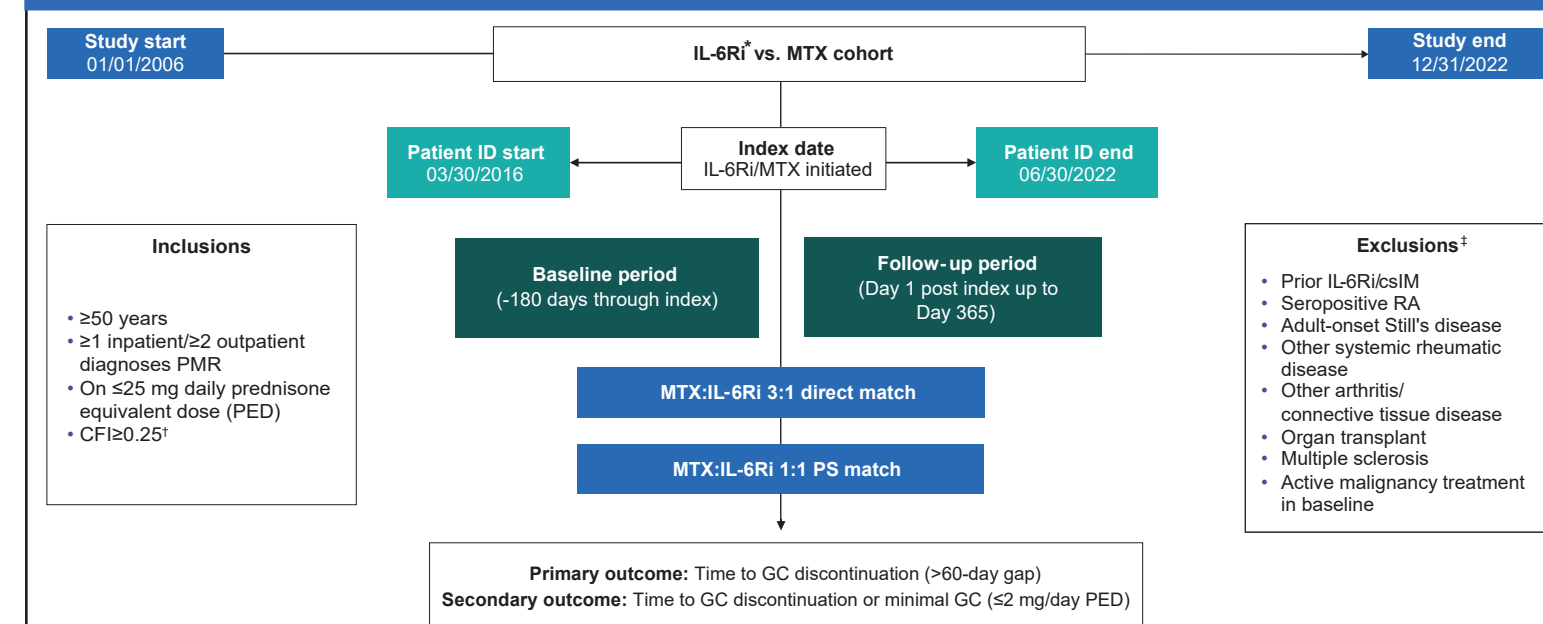 Study start
01/01/2006
IL-6Ri* vs. MTX cohort
Study end
12/31/2022
Patient ID start
03/30/2016
Index date
IL-6Ri/MTX initiated
Patient ID end
06/30/2022
Inclusions
• ≥50 years
• ≥1 inpatient/≥2 outpatient
diagnoses PMR
• On ≤25 mg daily prednisone
equivalent dose (PED)
• CFI≥0.25†
Baseline period
(-180 days through index)
Follow-up period
(Day 1 post index up to
Day 365)
Exclusions‡
• Prior IL-6Ri/csIM
• Seropositive RA
• Adult-onset Still's disease
• Other systemic rheumatic
disease
• Other arthritis/
connective tissue disease
• Organ transplant
• Multiple sclerosis
• Active malignancy treatment
in baseline
MTX:IL-6Ri 3:1 direct match
MTX:IL-6Ri 1:1 PS match
Primary outcome: Time to GC discontinuation (>60-day gap)
Secondary outcome: Time to GC discontinuation or minimal GC (≤2 mg/day PED)